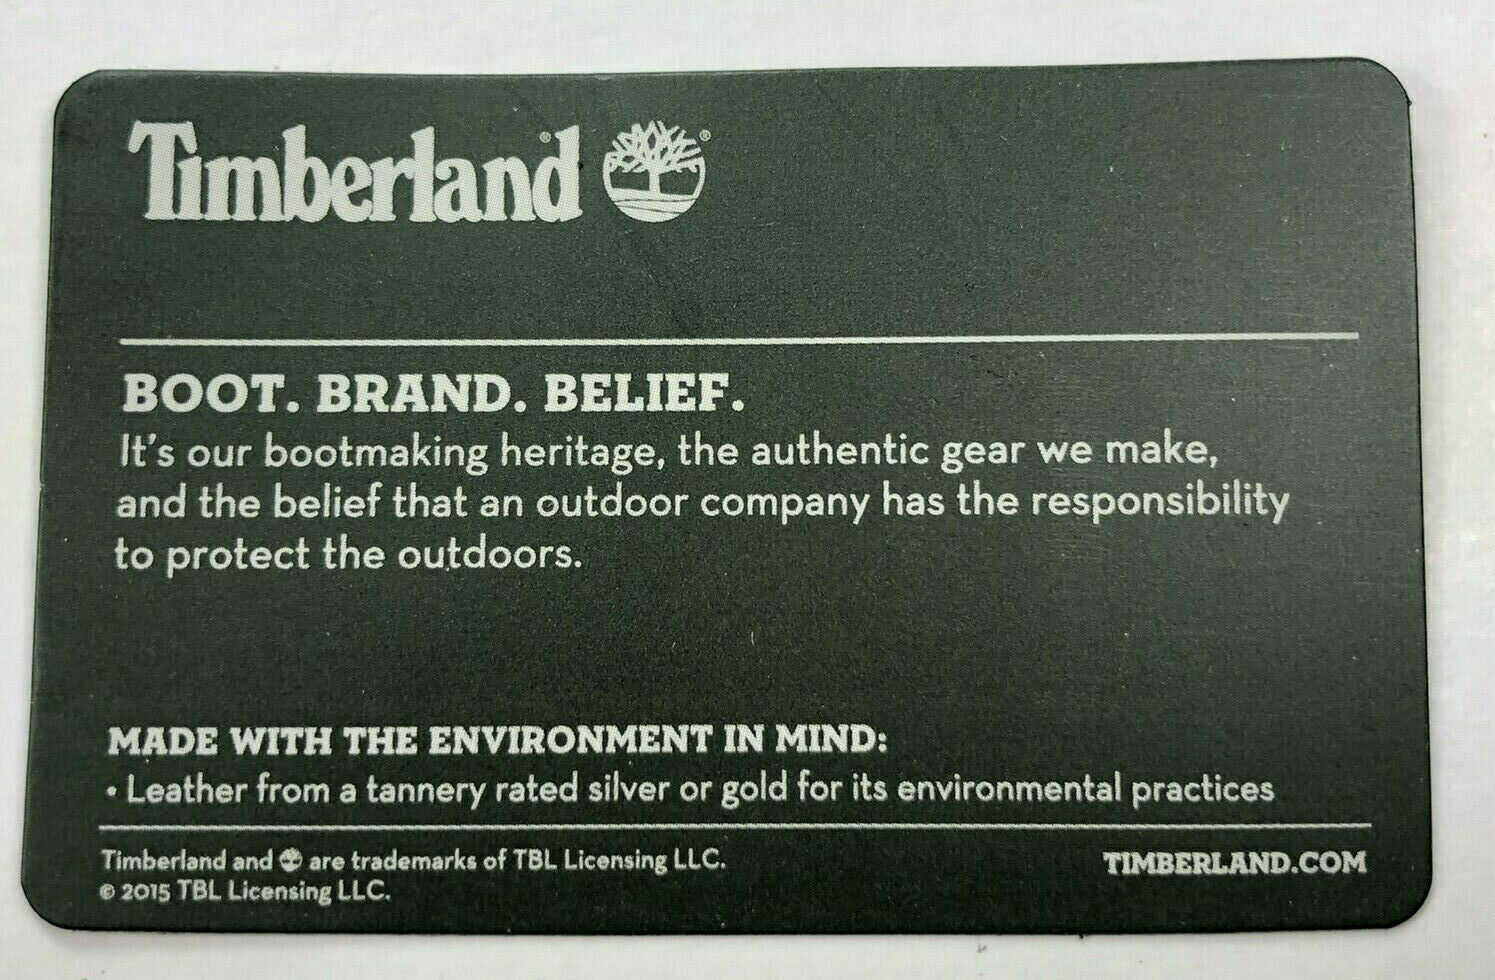 Timberland® ®
BOOT. BRAND. BELIEF.
It's our bootmaking heritage, the authentic gear we make,
and the belief that an outdoor company has the responsibility
to protect the outdoors.
MADE WITH THE ENVIRONMENT IN MIND:
• Leather from a tannery rated silver or gold for its environmental practices
Timberland and are trademarks of TBL Licensing LLC.
© 2015 TBL Licensing LLC.
TIMBERLAND.COM